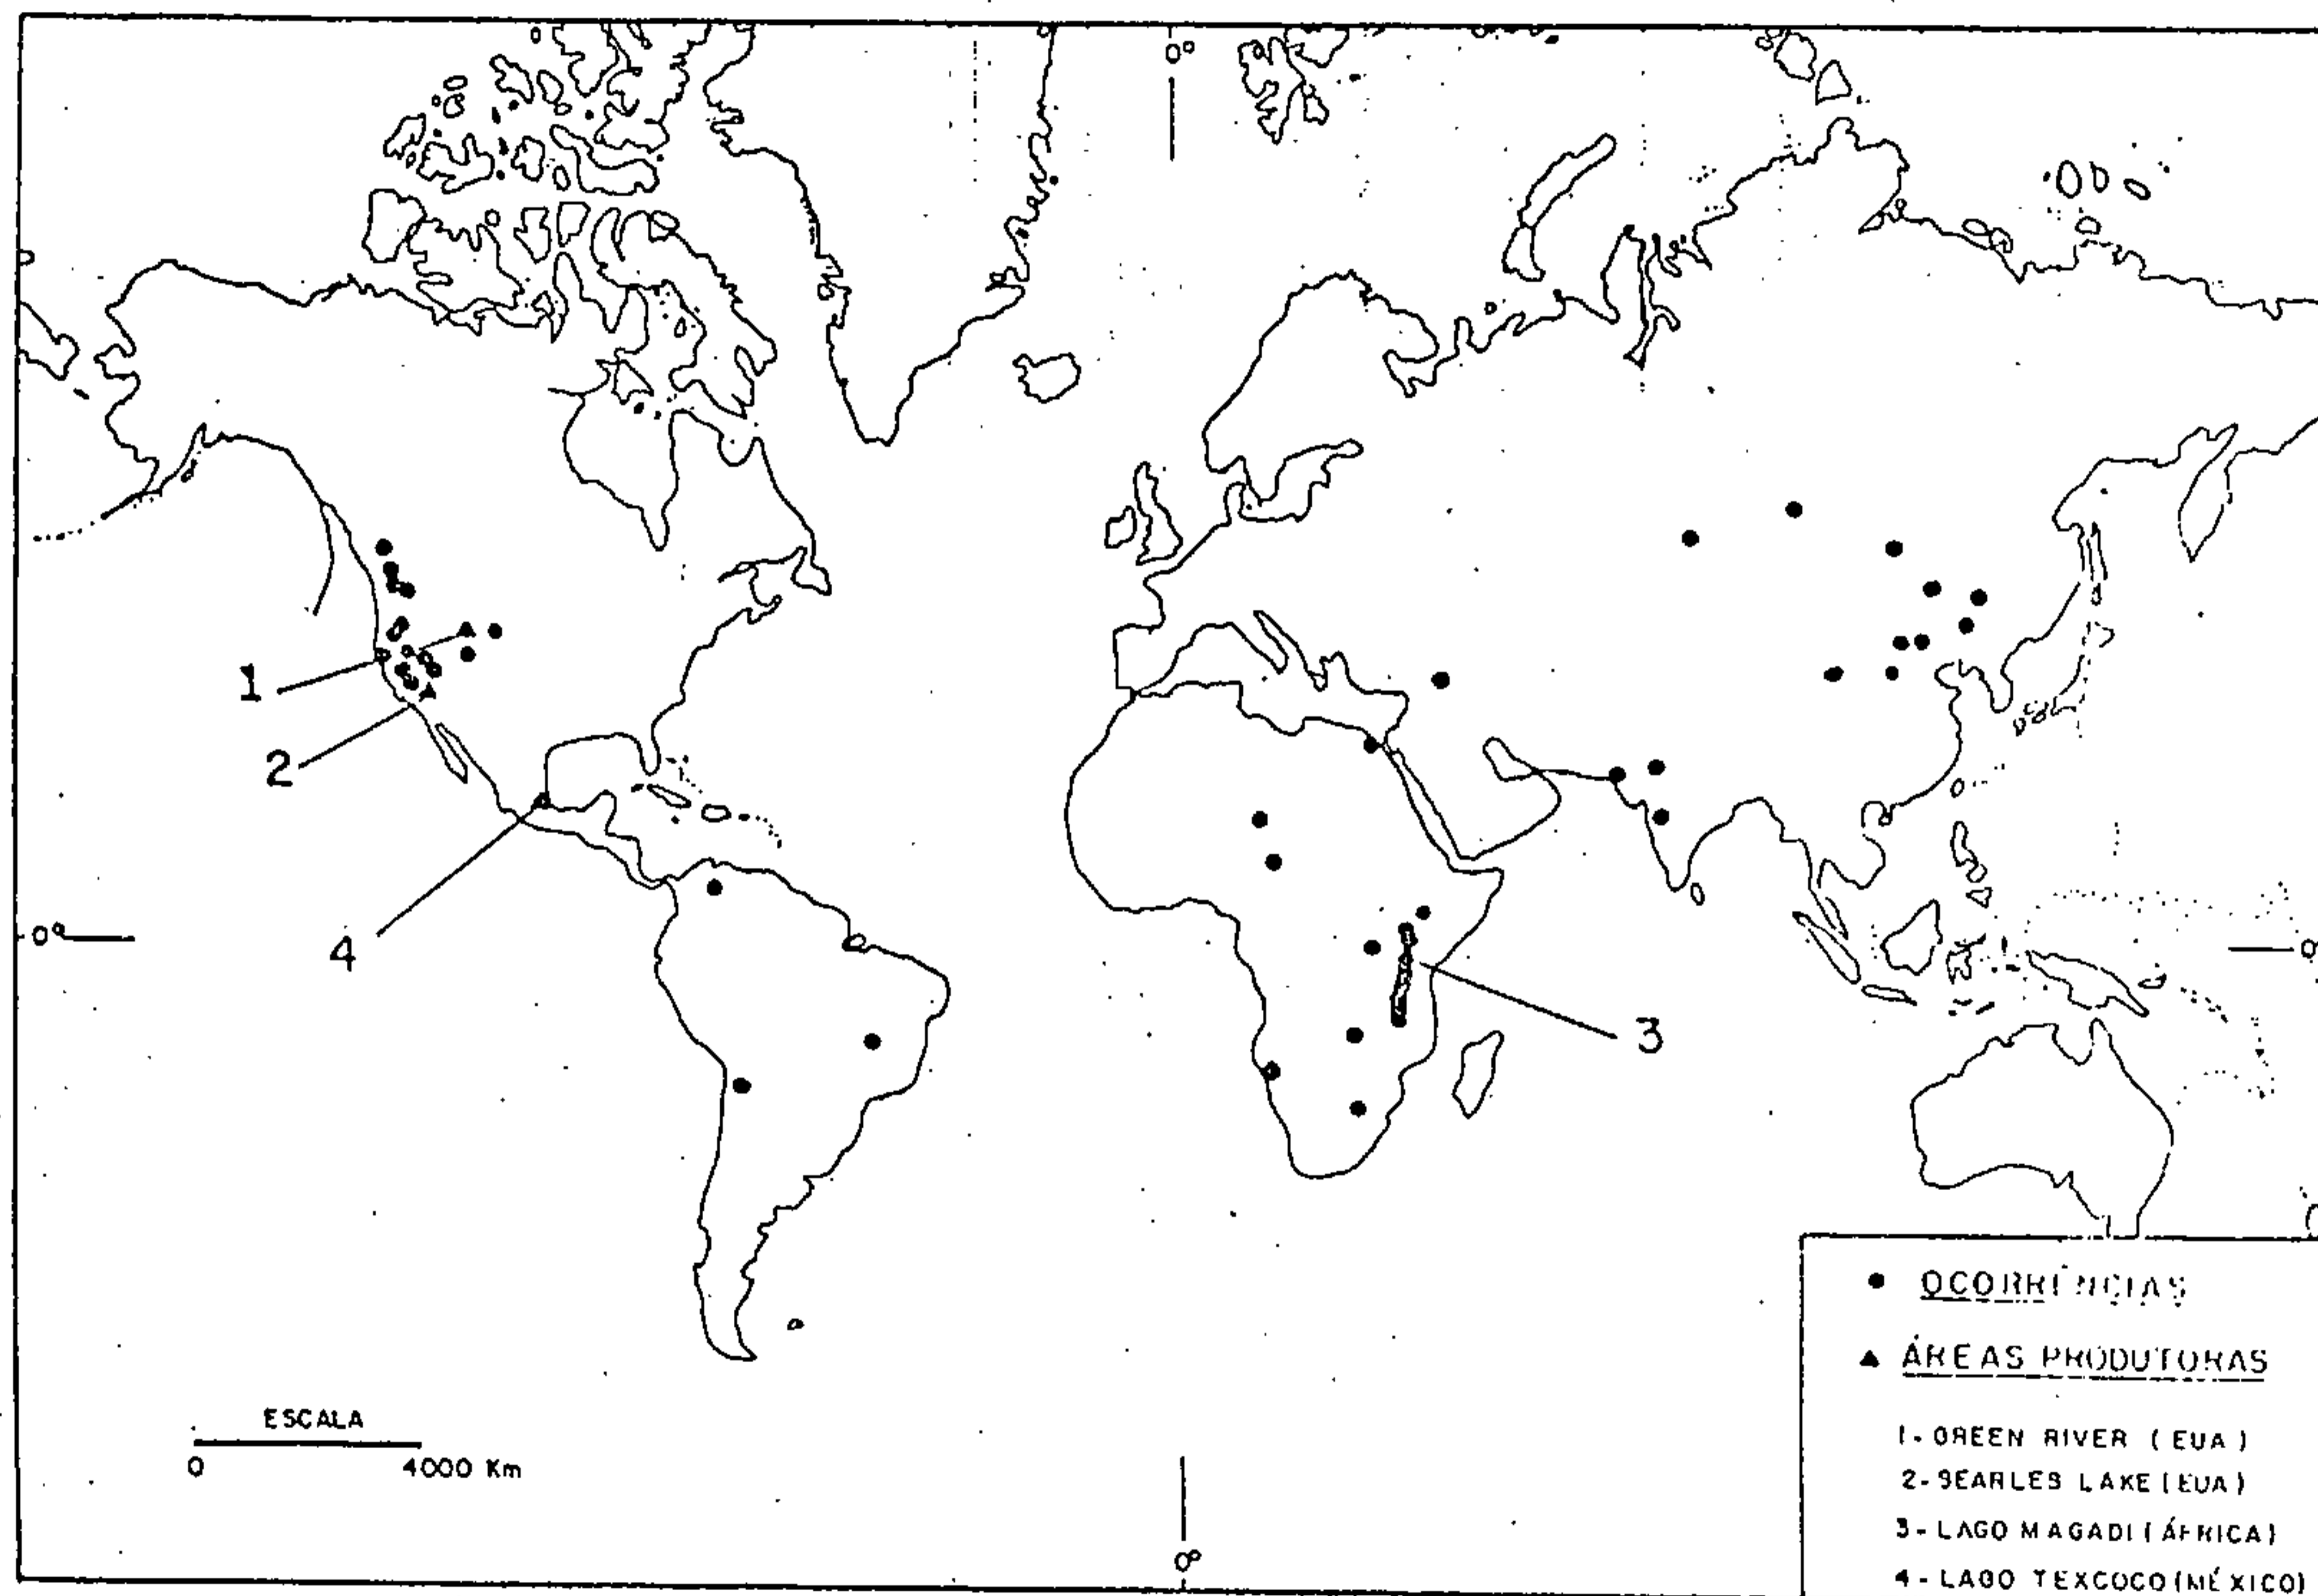 0°
1
2
4
0°
0°
3
ESCALA
0 4000 Km
0°
● OCORRÊNCIAS
▲ ÁREAS PRODUTORAS
1- GREEN RIVER (EUA)
2- SEARLES LAKE (EUA)
3- LAGO MAGADI (ÁFRICA)
4- LAGO TEXCOCO (MÉXICO)